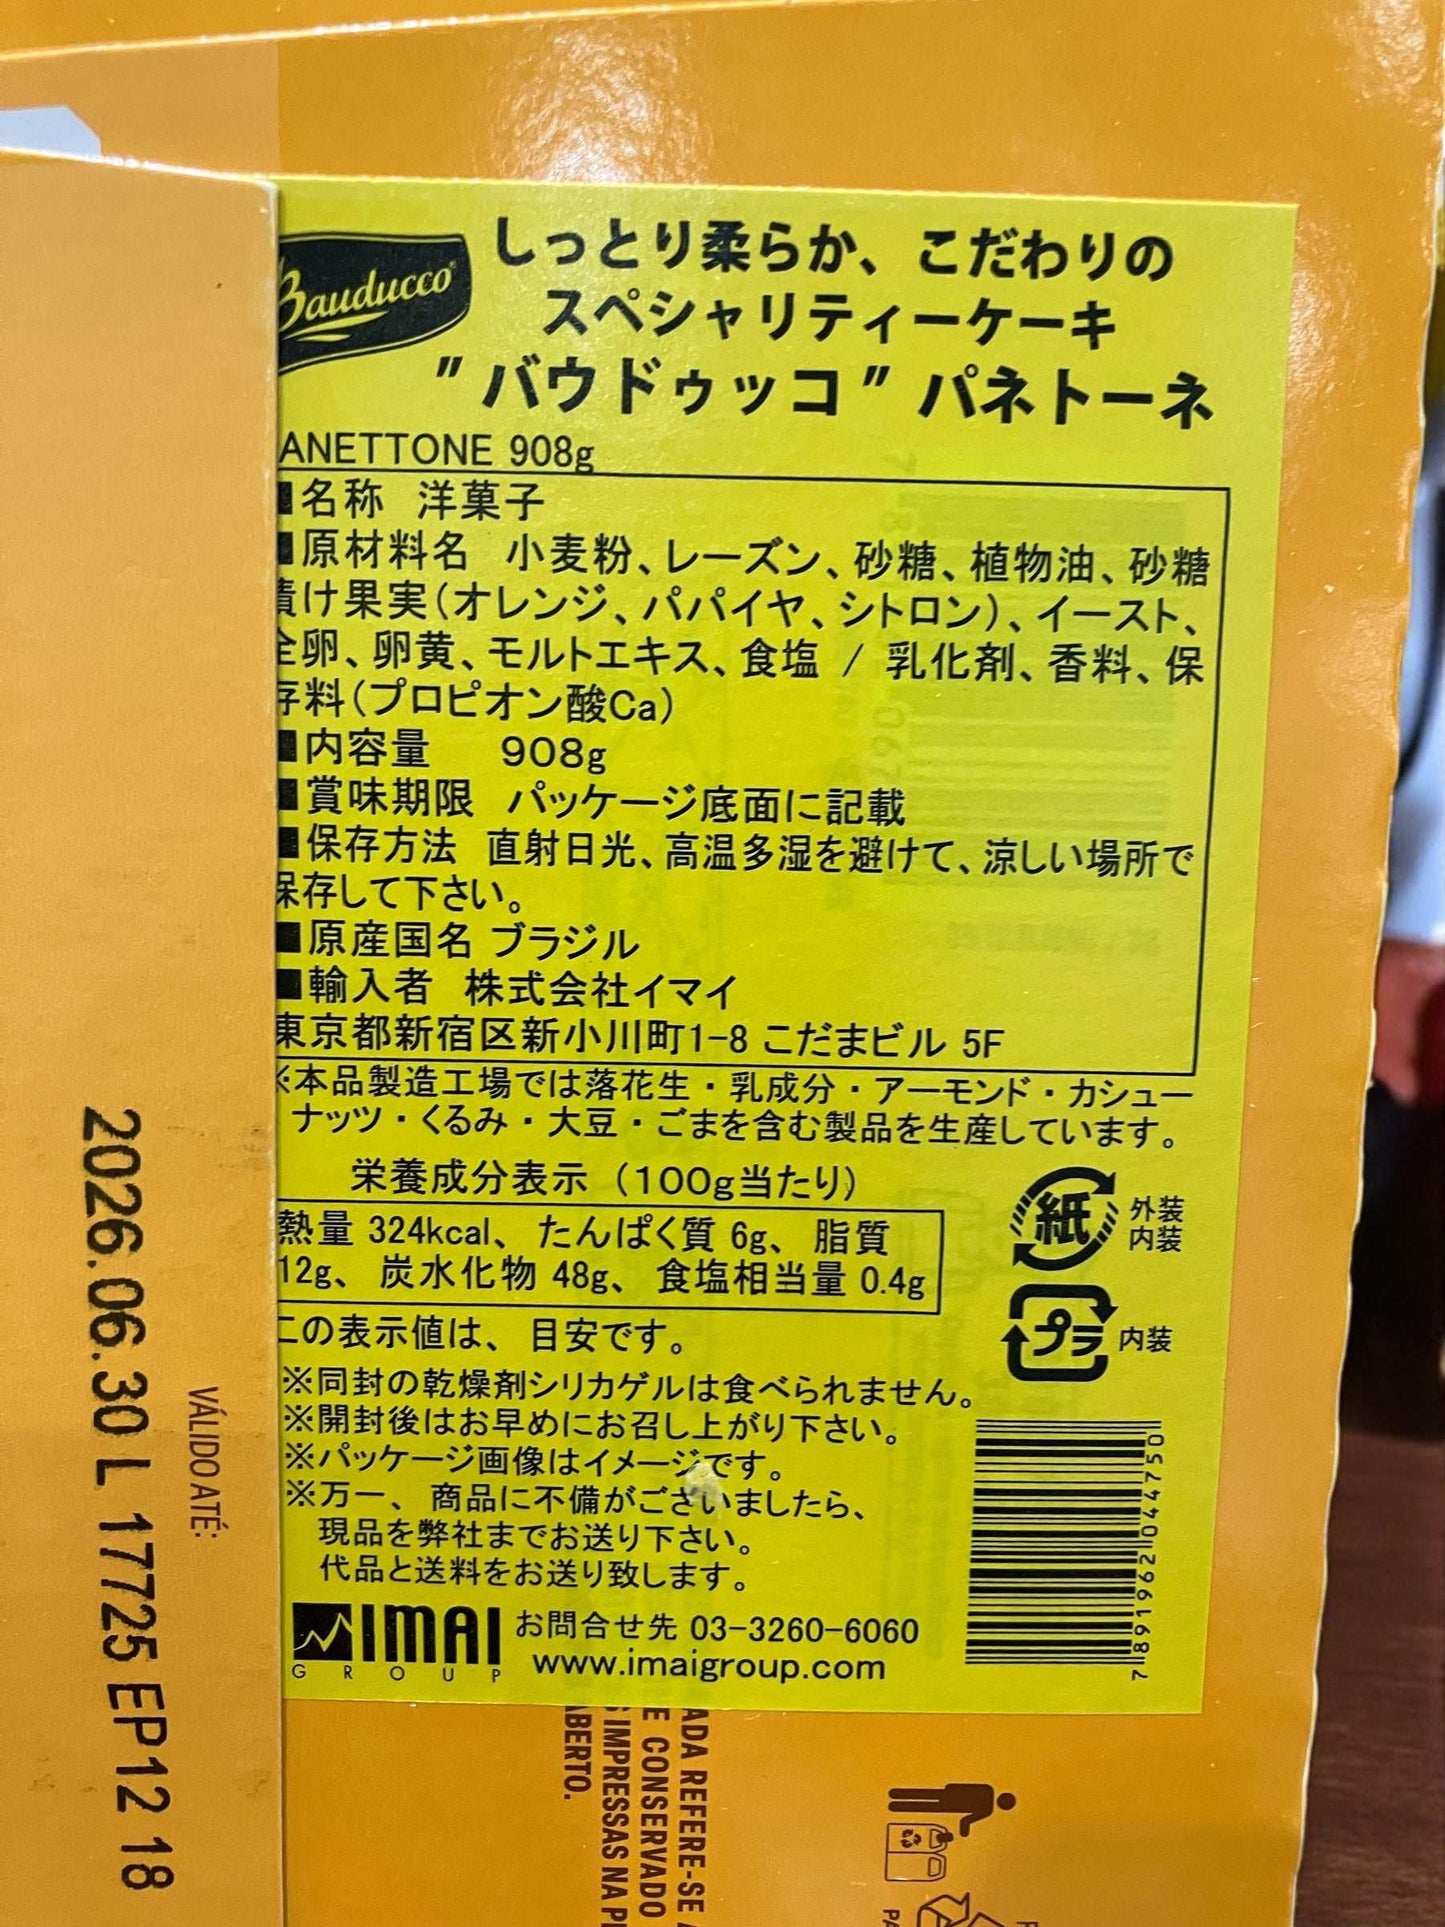 Bauducco
しっとり柔らか、こだわりの
スペシャリティーケーキ
"バウドゥッコ" パネトーネ
ANETTONE 908g
■名称 洋菓子
■原材料名 小麦粉、レーズン、砂糖、植物油、砂糖
漬け果実(オレンジ、パパイヤ、シトロン)、イースト、
全卵、卵黄、モルトエキス、食塩 / 乳化剤、香料、保
存料(プロピオン酸Ca)
■内容量 908g
■賞味期限 パッケージ底面に記載
■保存方法 直射日光、高温多湿を避けて、涼しい場所で
保存して下さい。
■原産国名 ブラジル
■輸入者 株式会社イマイ
東京都新宿区新小川町1-8 こだまビル 5F
※本品製造工場では落花生・乳成分・アーモンド・カシュー
ナッツ・くるみ・大豆・ごまを含む製品を生産しています。
栄養成分表示 (100g当たり)
熱量 324kcal、たんぱく質 6g、脂質
12g、炭水化物 48g、食塩相当量 0.4g
この表示値は、目安です。
紙 外装
内装
プラ 内装
※同封の乾燥剤シリカゲルは食べられません。
※開封後はお早めにお召し上がり下さい。
※パッケージ画像はイメージです。
※万一、商品に不備がございましたら、
現品を弊社までお送り下さい。
代品と送料をお送り致します。
7891962044750
IMAI
GROUP
お問合せ先 03-3260-6060
www.imaigroup.com
VÁLIDO ATÉ:
2026.06.30 L 17725 EP12 18
ADA REFERE-SE
E CONSERVADO
IMPRESSAS NA
ABERTO.